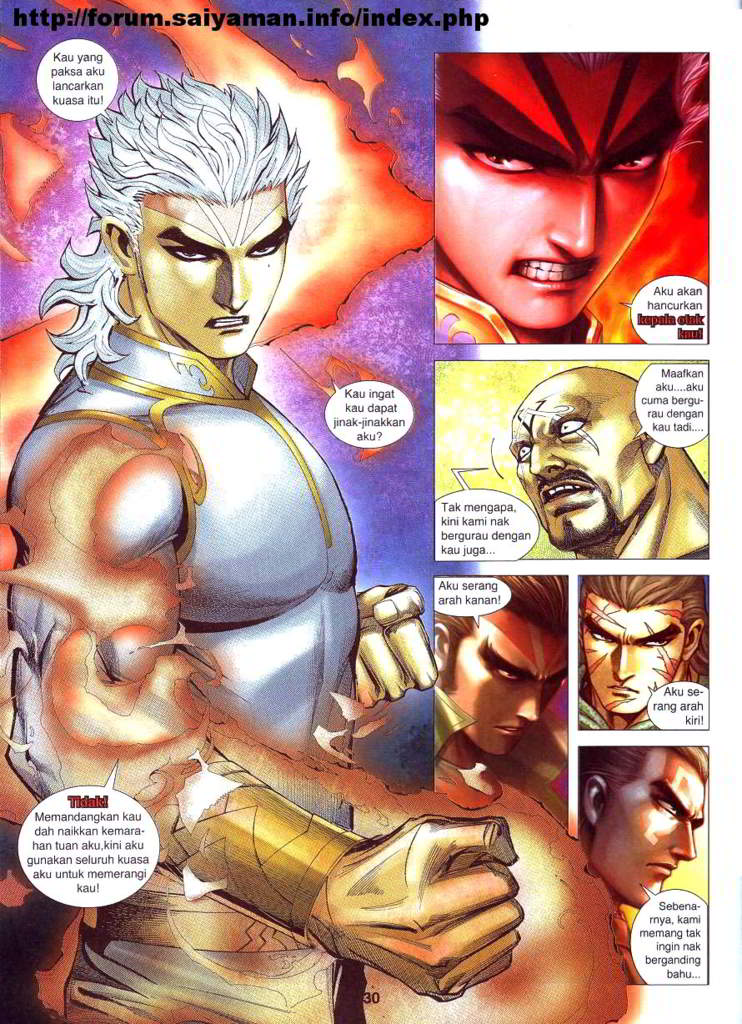 http://forum.saiyaman.info/index.php
Kau yang
paksa aku
lancarkan
kuasa itu!
Aku akan
hancurkan
kepala otak
kau!
Kau ingat
kau dapat
jinak-jinakkan
aku?
Maafkan
aku....aku
cuma bergu-
rau dengan
kau tadi....
Tak mengapa,
kini kami nak
bergurau dengan
kau juga...
Aku serang
arah kanan!
Aku se-
rang arah
kiri!
Tidak!
Memandangkan kau
dah naikkan kemara-
han tuan aku,kini aku
gunakan seluruh kuasa
aku untuk memerangi
kau!
Sebenar-
nya, kami
memang tak
ingin nak
berganding
bahu...
30